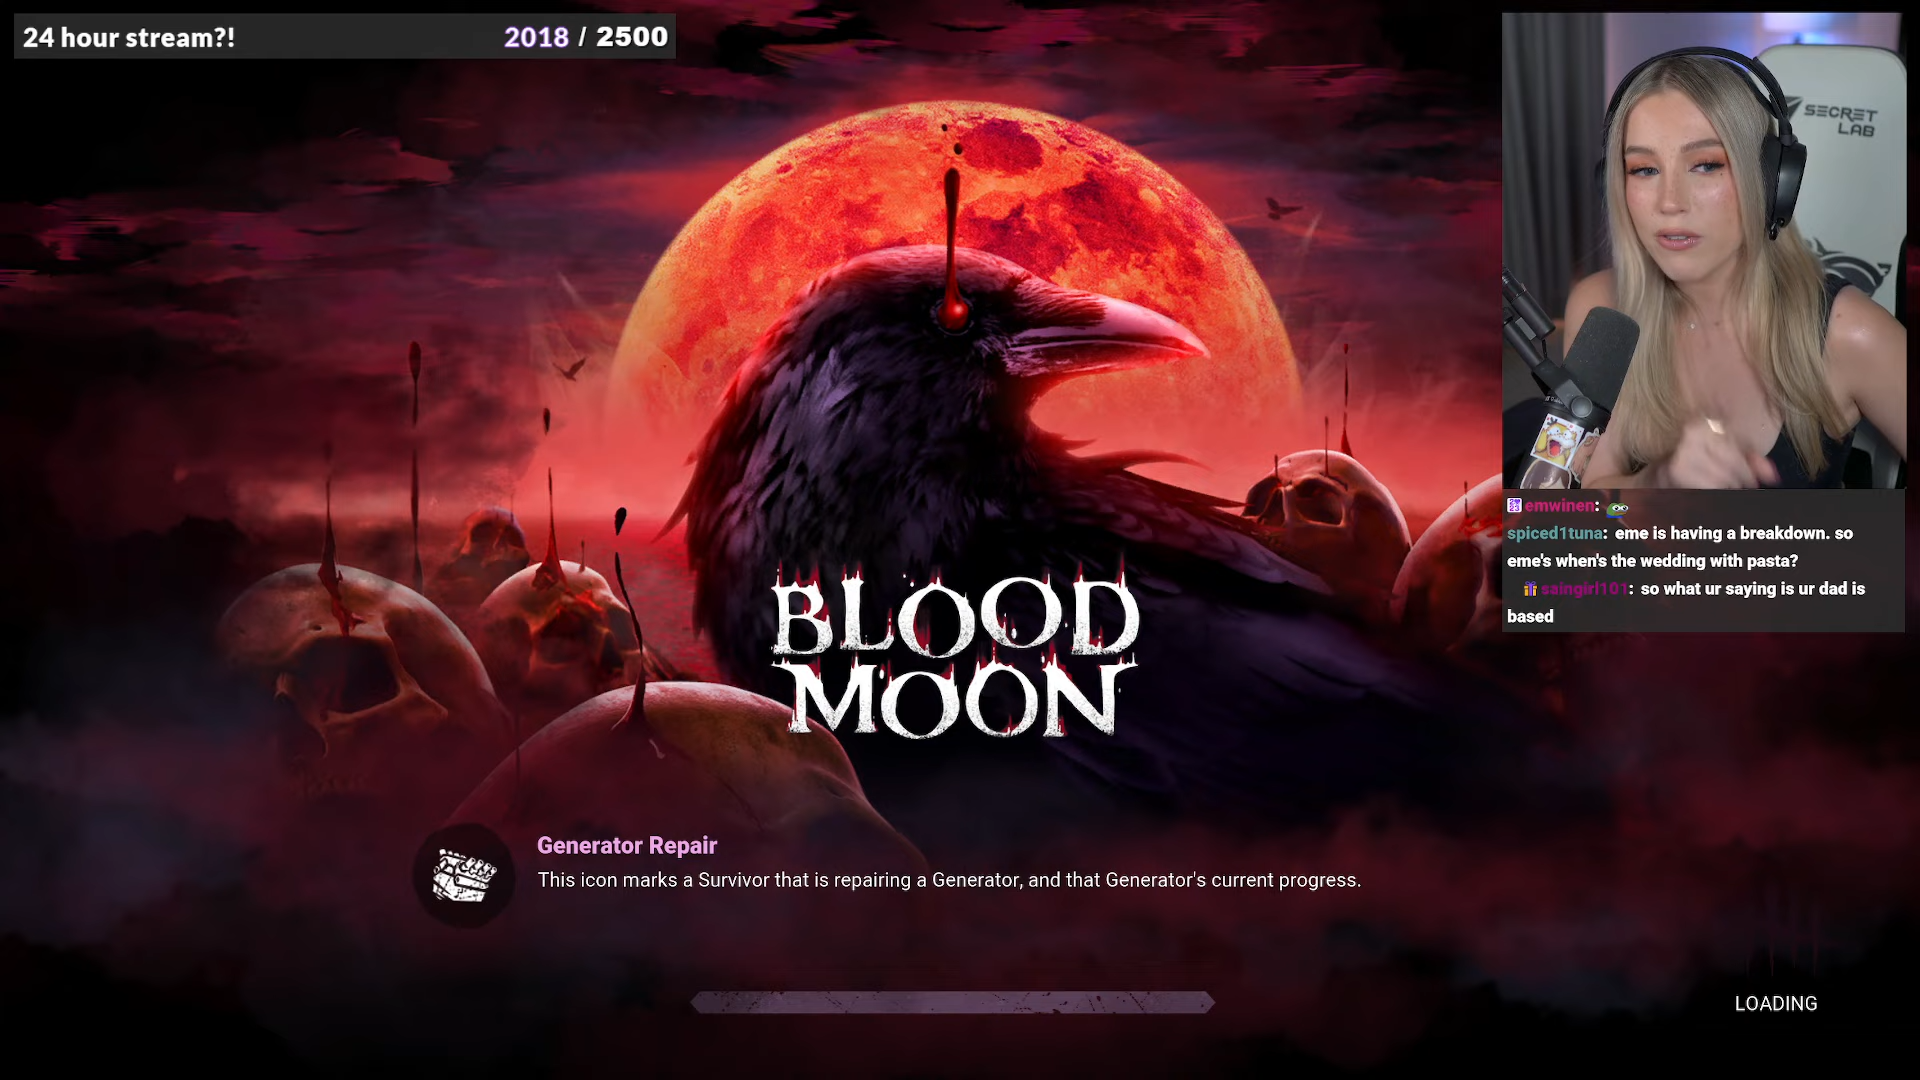 24 hour stream?! 2018 / 2500
SECRET
LAB
emwinen:
spiced1tuna: eme is having a breakdown. so
eme's when's the wedding with pasta?
saingirl101: so what ur saying is ur dad is
based
BLOOD
MOON
Generator Repair
This icon marks a Survivor that is repairing a Generator, and that Generator's current progress.
LOADING